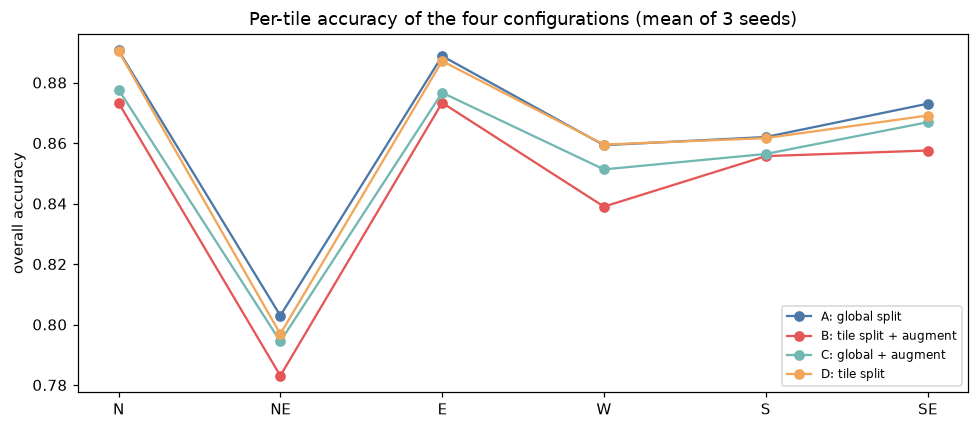 Per-tile accuracy of the four configurations (mean of 3 seeds)
overall accuracy
0.88
0.86
0.84
0.82
0.80
0.78
N NE E W S SE
A: global split
B: tile split + augment
C: global + augment
D: tile split